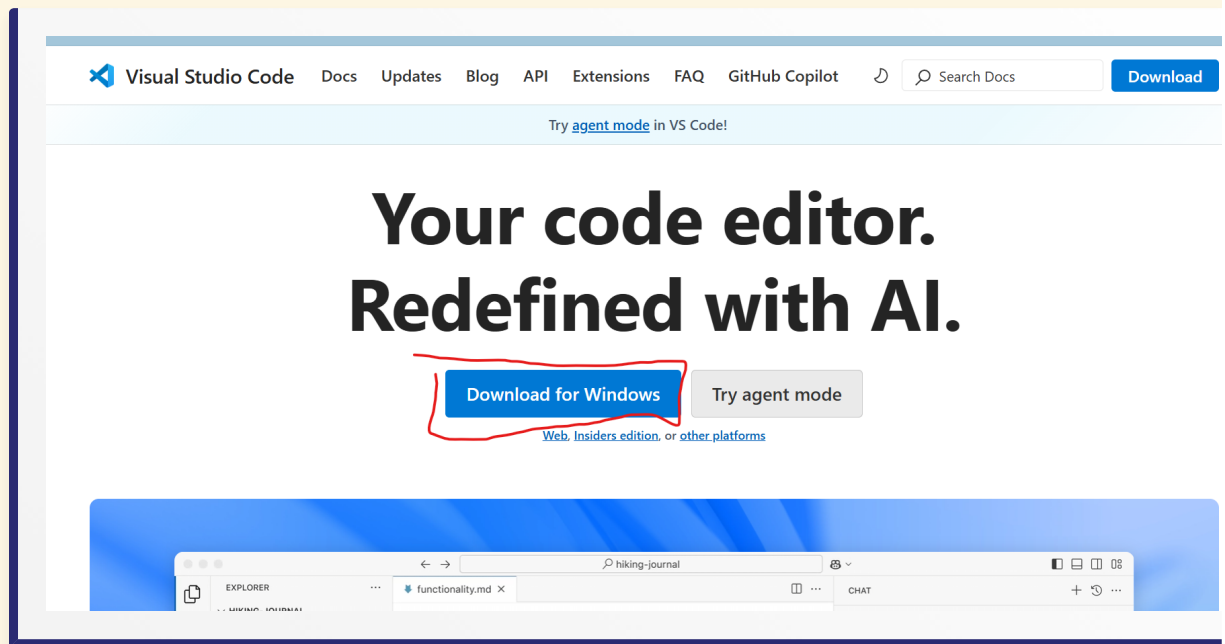 Visual Studio Code Docs Updates Blog API Extensions FAQ GitHub Copilot Search Docs Download
Try agent mode in VS Code!
Your code editor.
Redefined with AI.
Download for Windows Try agent mode
Web, Insiders edition, or other platforms
hiking-journal
EXPLORER ··· functionality.md ··· CHAT ···
HIKING-JOURNAL